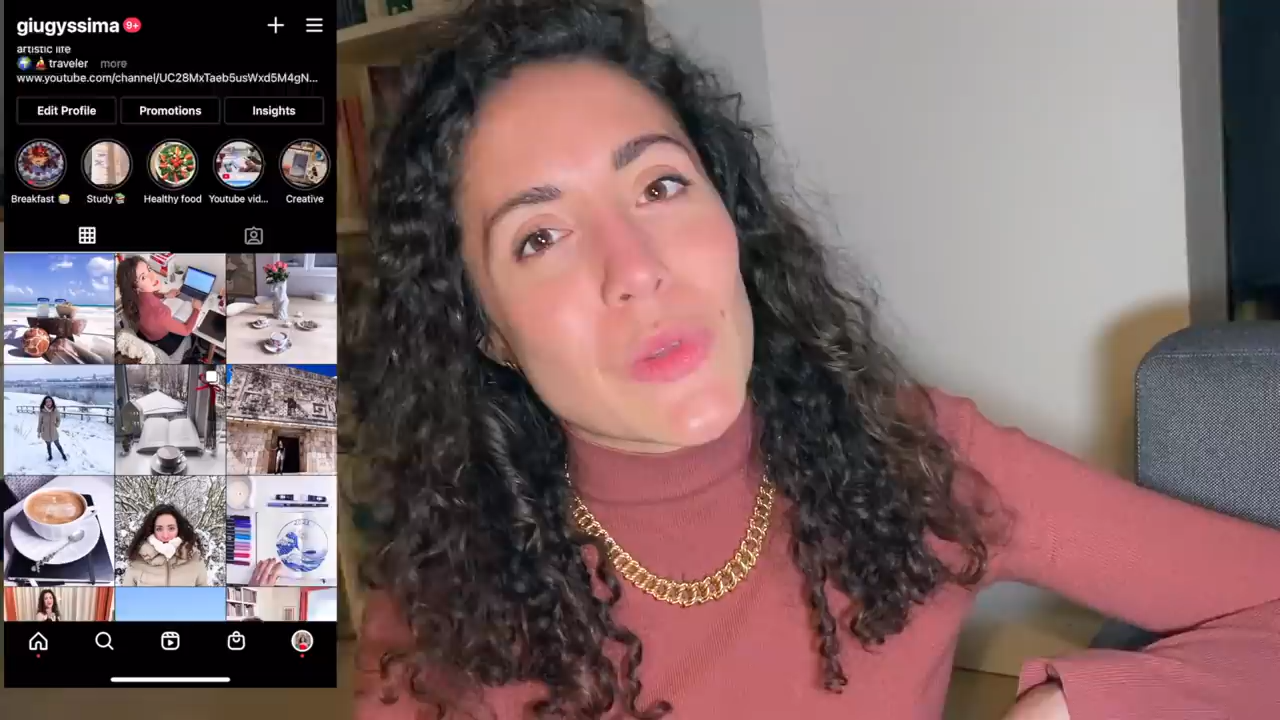 giugyssima 9+
artistic life
traveler more
www.youtube.com/channel/UC28MxTaeb5usWxd5M4gN...
Edit Profile Promotions Insights
Breakfast Study Healthy food Youtube vid... Creative